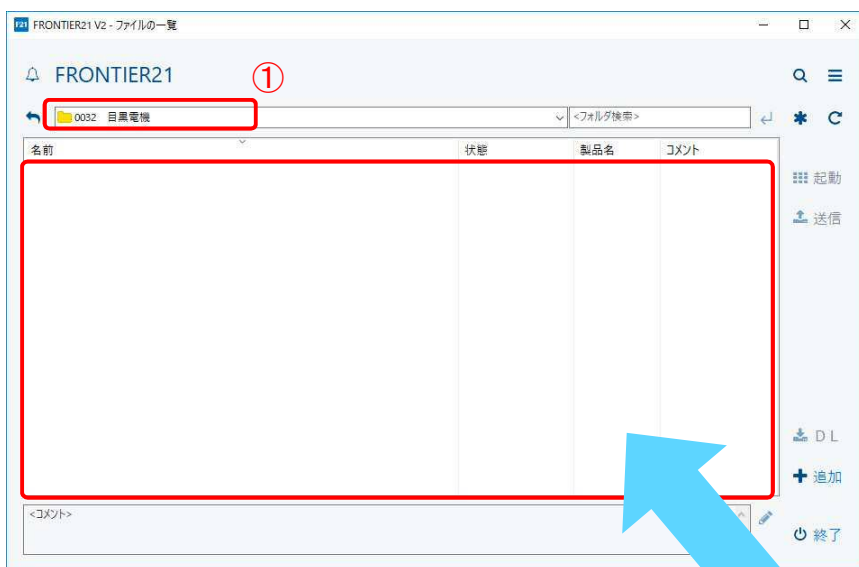 F21 FRONTIER21 V2 - ファイルの一覧
FRONTIER21
①
0032 目黒電機
<フォルダ検索>
名前 状態 製品名 コメント
起動
送信
DL
追加
<コメント>
終了